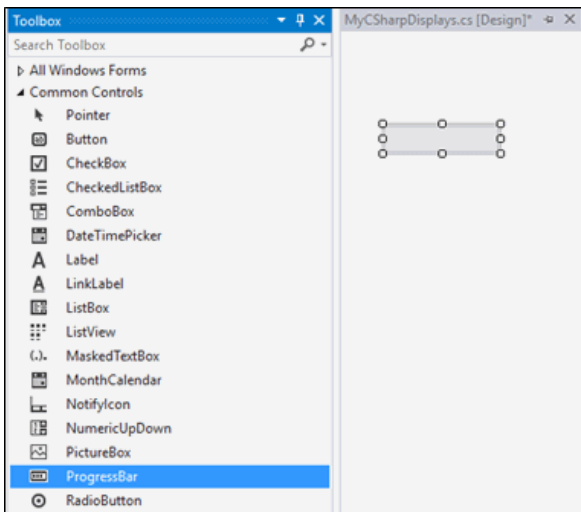 Toolbox
MyCSharpDisplays.cs [Design]*
Search Toolbox
All Windows Forms
Common Controls
Pointer
Button
CheckBox
CheckedListBox
ComboBox
DateTimePicker
Label
LinkLabel
ListBox
ListView
MaskedTextBox
MonthCalendar
NotifyIcon
NumericUpDown
PictureBox
ProgressBar
RadioButton